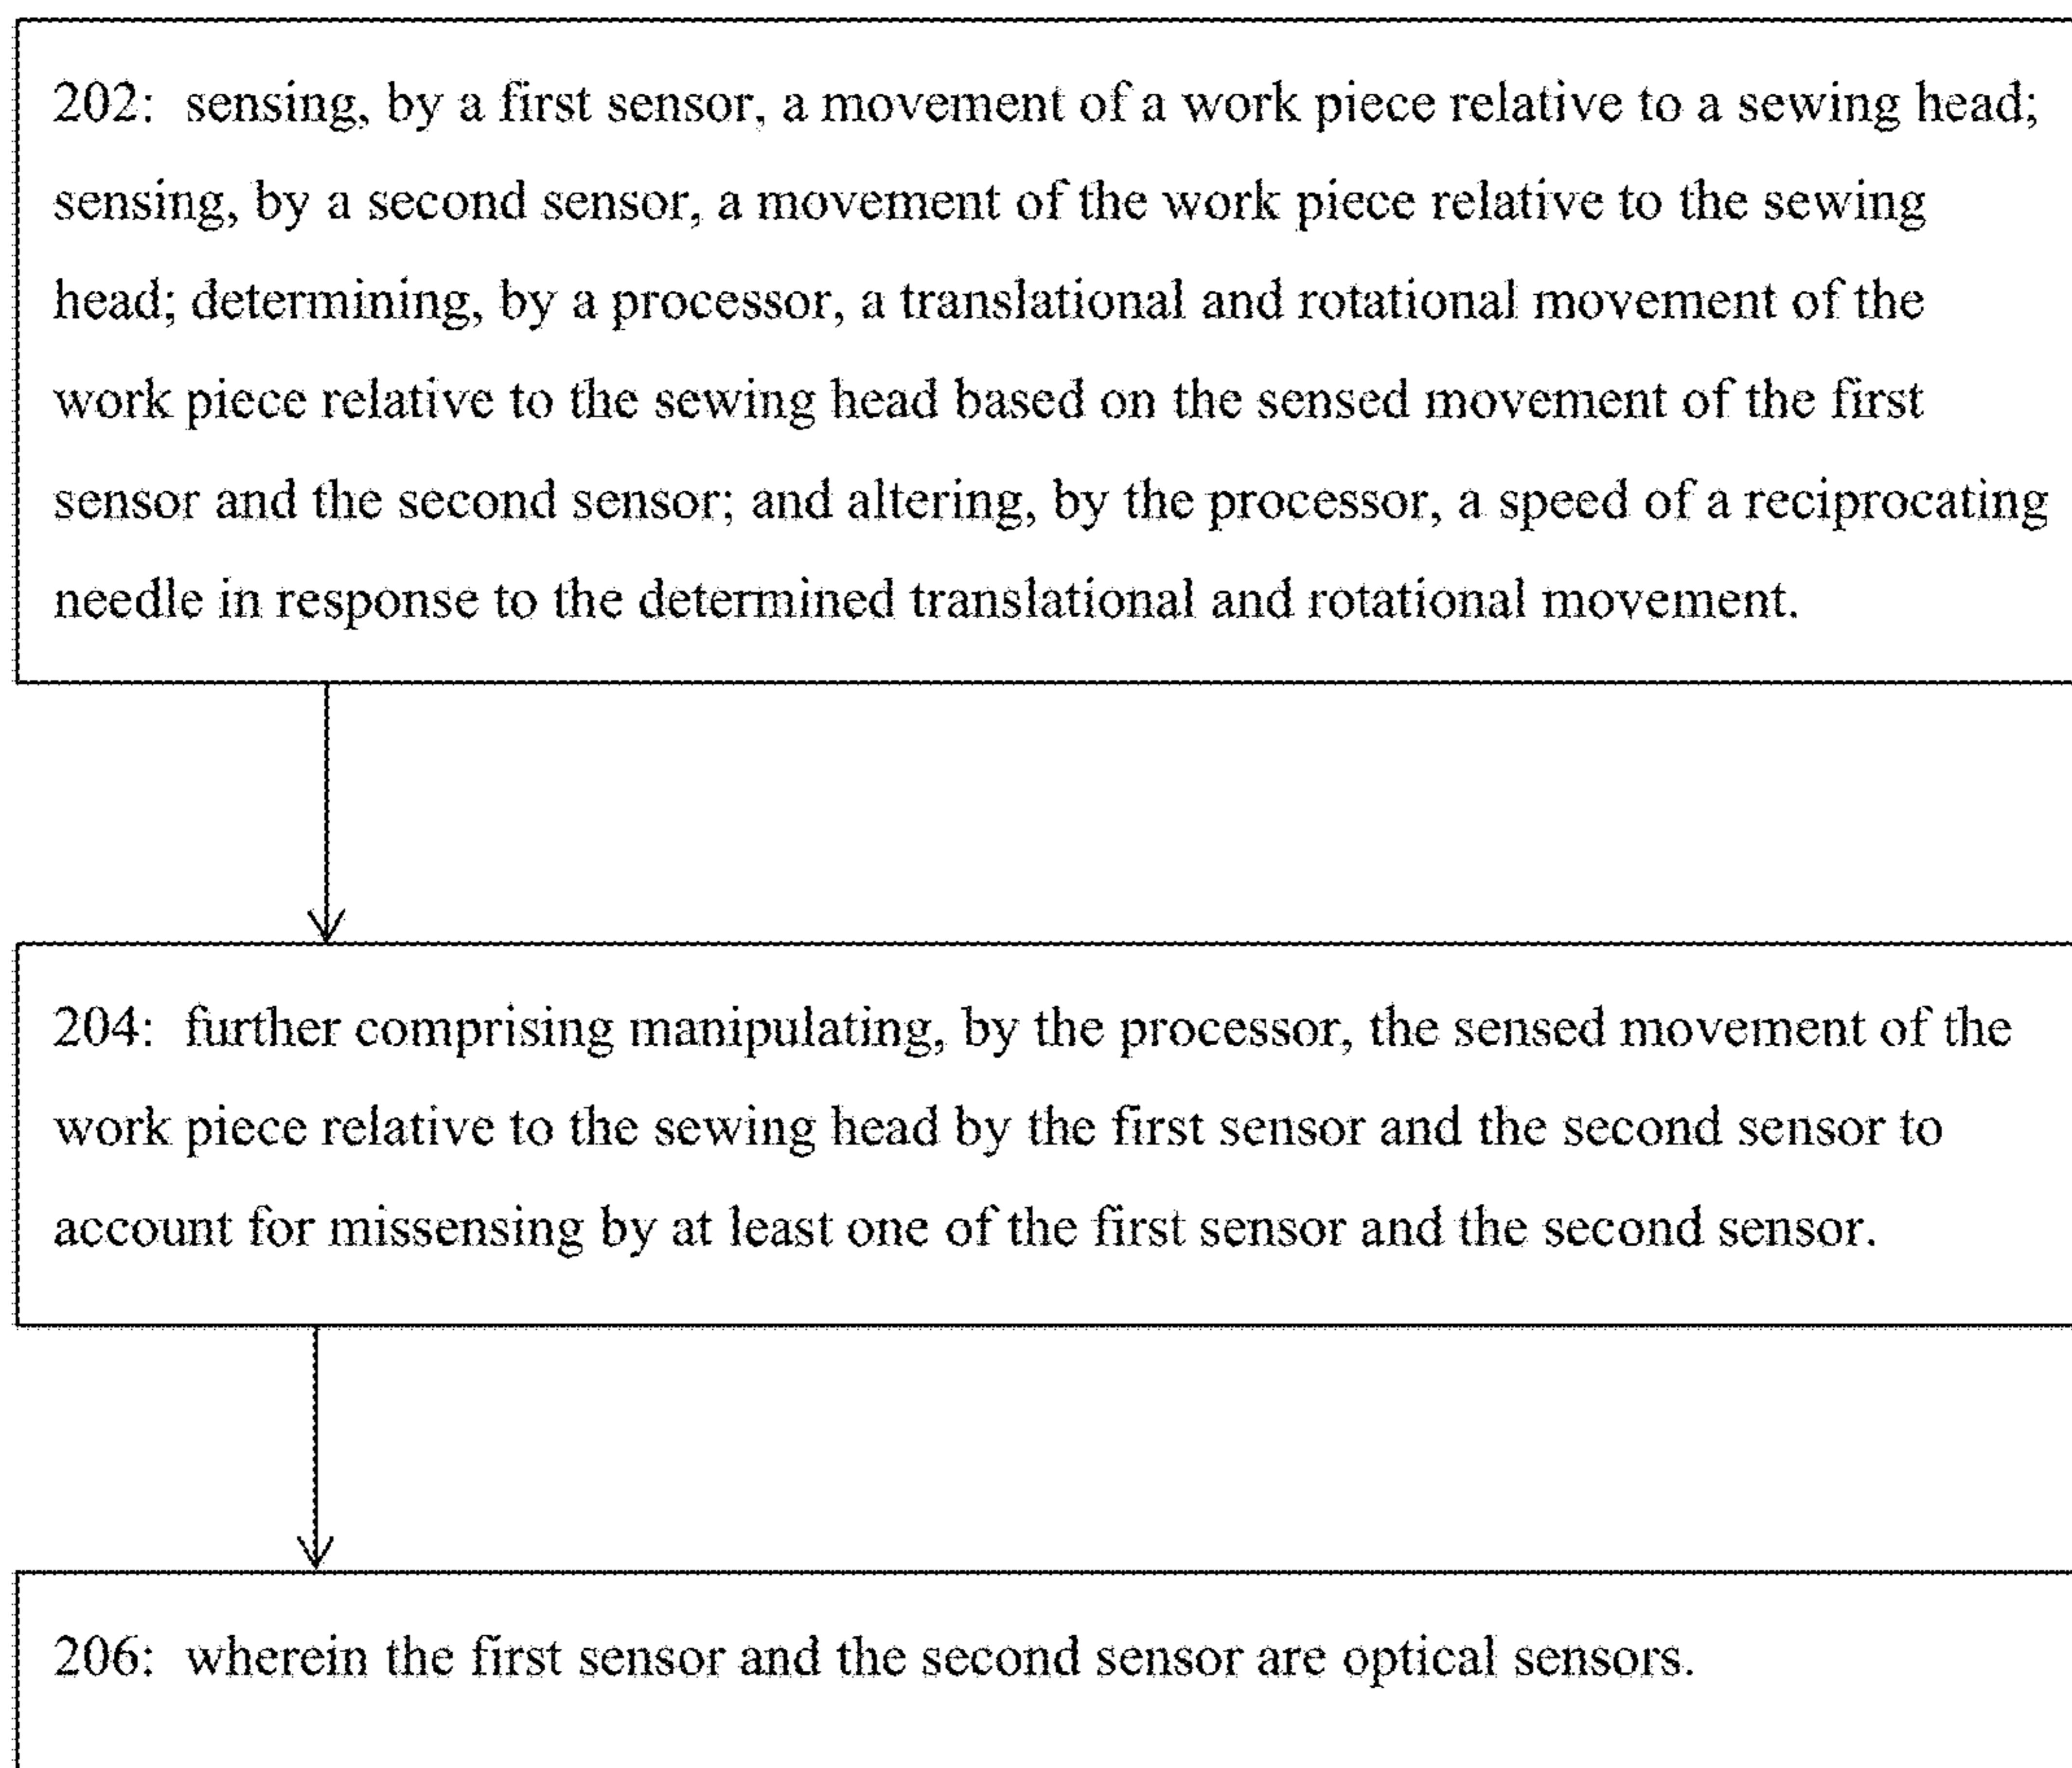 202: sensing, by a first sensor, a movement of a work piece relative to a sewing head;
sensing, by a second sensor, a movement of the work piece relative to the sewing
head; determining, by a processor, a translational and rotational movement of the
work piece relative to the sewing head based on the sensed movement of the first
sensor and the second sensor; and altering, by the processor, a speed of a reciprocating
needle in response to the determined translational and rotational movement.
204: further comprising manipulating, by the processor, the sensed movement of the
work piece relative to the sewing head by the first sensor and the second sensor to
account for missensing by at least one of the first sensor and the second sensor.
206: wherein the first sensor and the second sensor are optical sensors.